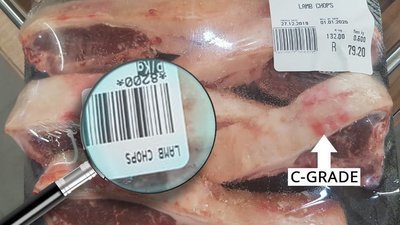 LAMB CHOPS
27.12.2019 01.01.2020
132.00 0.600
R 79.20
LAMB CHOPS
*8200*
C-GRADE